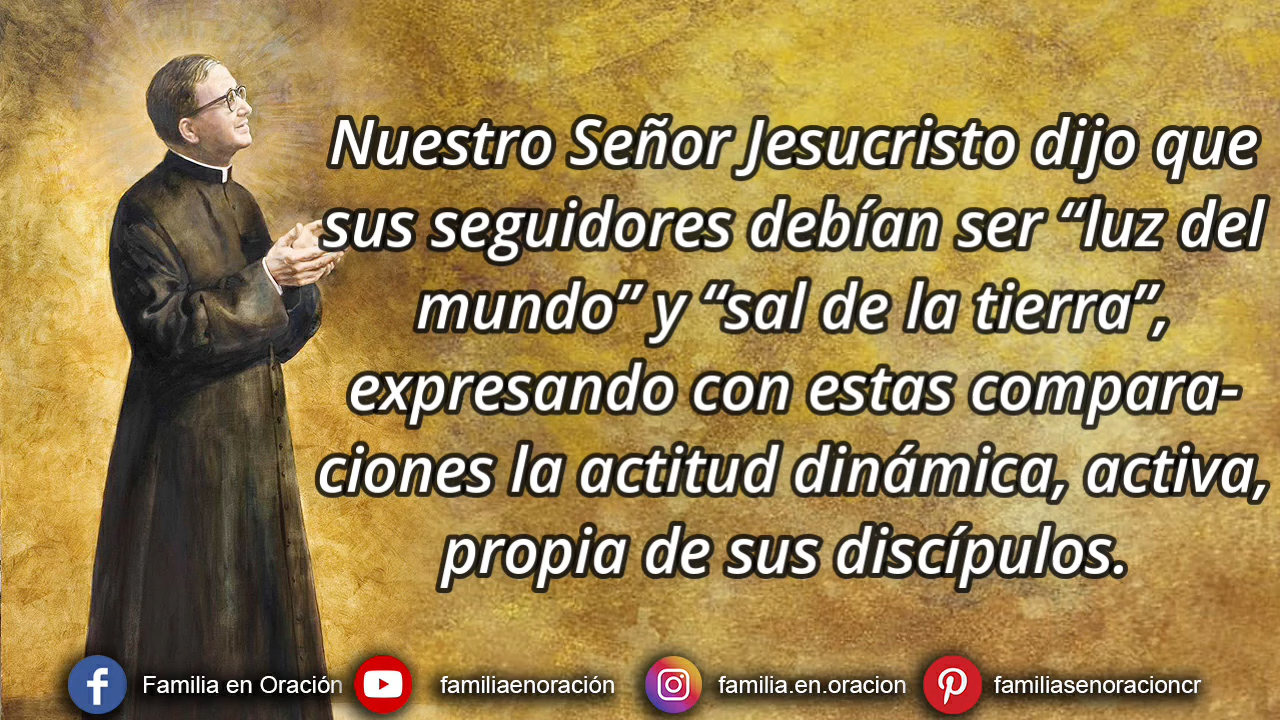 Nuestro Señor Jesucristo dijo que
sus seguidores debían ser “luz del
mundo” y “sal de la tierra”,
expresando con estas compara-
ciones la actitud dinámica, activa,
propia de sus discípulos.
Familia en Oración familiaenoración familia.en.oracion familiasenoracioncr